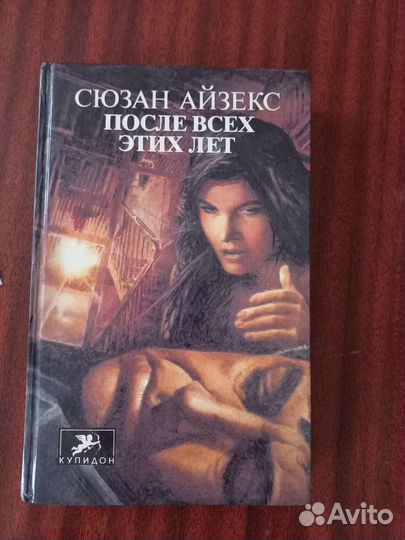 СЮЗАН АЙЗЕКС
ПОСЛЕ ВСЕХ
ЭТИХ ЛЕТ
КУПИДОН
Avito